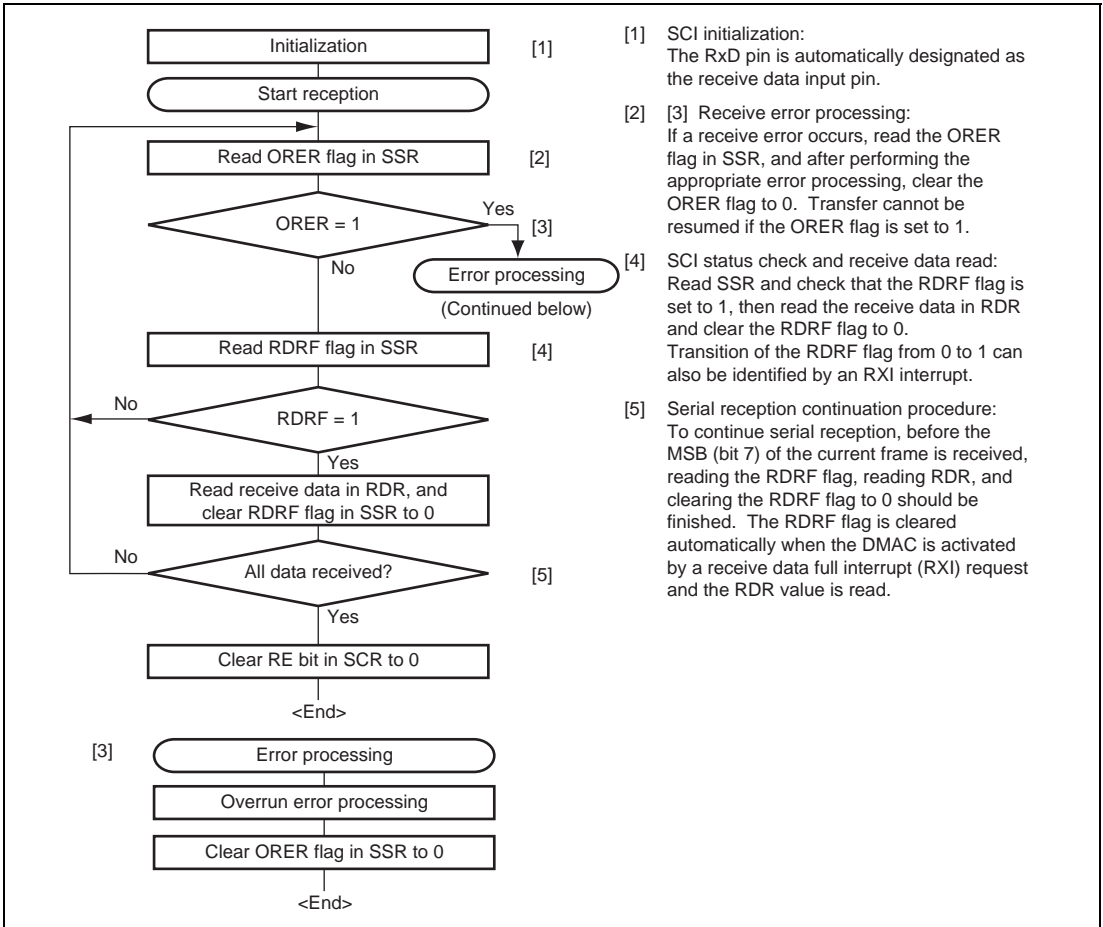 Initialization
[1]
Start reception
Read ORER flag in SSR
[2]
ORER = 1
Yes
[3]
No
Error processing
(Continued below)
Read RDRF flag in SSR
[4]
No
RDRF = 1
Yes
Read receive data in RDR, and
clear RDRF flag in SSR to 0
No
All data received?
[5]
Yes
Clear RE bit in SCR to 0
<End>
[3]
Error processing
Overrun error processing
Clear ORER flag in SSR to 0
<End>
[1] SCI initialization:
The RxD pin is automatically designated as
the receive data input pin.
[2] [3] Receive error processing:
If a receive error occurs, read the ORER
flag in SSR, and after performing the
appropriate error processing, clear the
ORER flag to 0. Transfer cannot be
resumed if the ORER flag is set to 1.
[4] SCI status check and receive data read:
Read SSR and check that the RDRF flag is
set to 1, then read the receive data in RDR
and clear the RDRF flag to 0.
Transition of the RDRF flag from 0 to 1 can
also be identified by an RXI interrupt.
[5] Serial reception continuation procedure:
To continue serial reception, before the
MSB (bit 7) of the current frame is received,
reading the RDRF flag, reading RDR, and
clearing the RDRF flag to 0 should be
finished. The RDRF flag is cleared
automatically when the DMAC is activated
by a receive data full interrupt (RXI) request
and the RDR value is read.